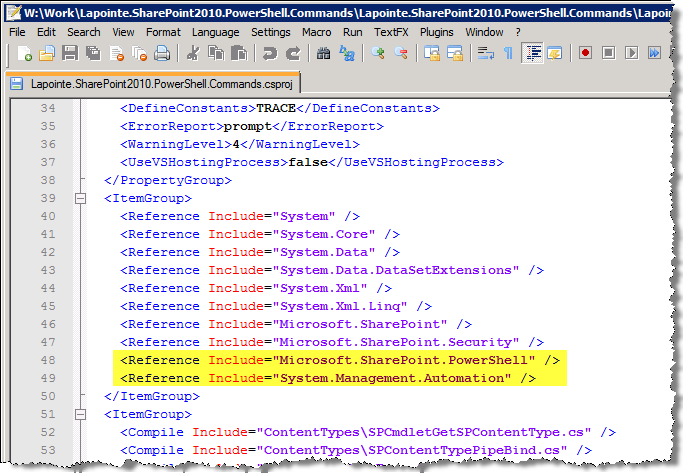 W:\Work\Lapointe.SharePoint2010.PowerShell.Commands\Lapointe.SharePoint2010.PowerShell.Commands\Lapoi
File Edit Search View Format Language Settings Macro Run TextFX Plugins Window ?
Lapointe.SharePoint2010.PowerShell.Commands.csproj
34 <DefineConstants>TRACE</DefineConstants>
35 <ErrorReport>prompt</ErrorReport>
36 <WarningLevel>4</WarningLevel>
37 <UseVSHostingProcess>false</UseVSHostingProcess>
38 </PropertyGroup>
39 <ItemGroup>
40 <Reference Include="System" />
41 <Reference Include="System.Core" />
42 <Reference Include="System.Data" />
43 <Reference Include="System.Data.DataSetExtensions" />
44 <Reference Include="System.Xml" />
45 <Reference Include="System.Xml.Linq" />
46 <Reference Include="Microsoft.SharePoint" />
47 <Reference Include="Microsoft.SharePoint.Security" />
48 <Reference Include="Microsoft.SharePoint.PowerShell" />
49 <Reference Include="System.Management.Automation" />
50 </ItemGroup>
51 <ItemGroup>
52 <Compile Include="ContentTypes\SPCmdletGetSPContentType.cs" />
53 <Compile Include="ContentTypes\SPContentTypePipeBind.cs" />